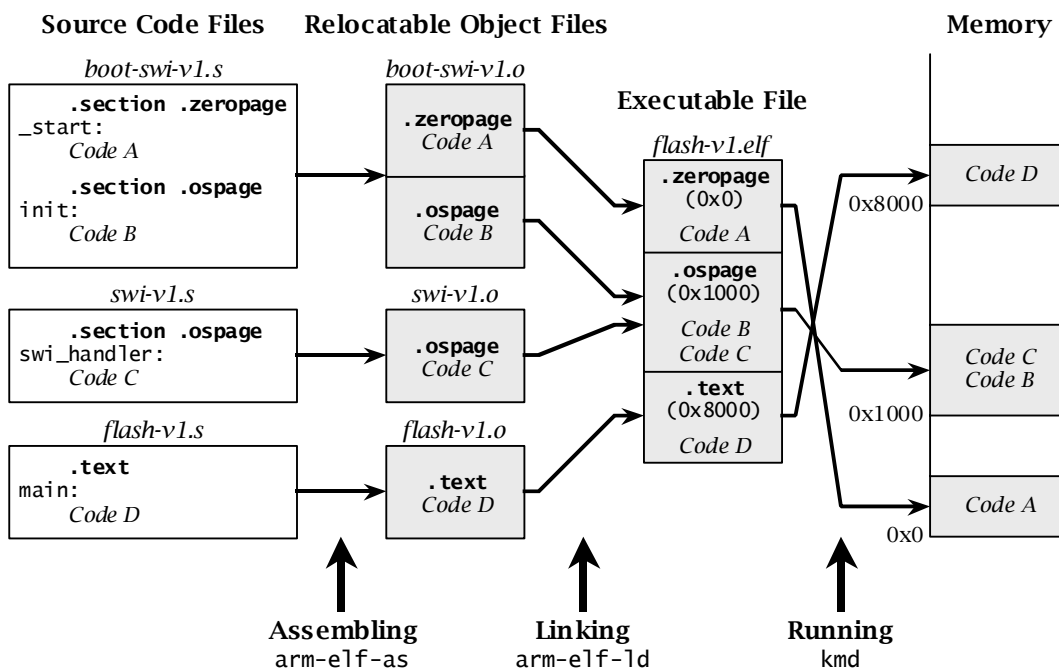 Source Code Files
Relocatable Object Files
Memory
boot-swi-v1.s
.section .zeropage
_start:
Code A
.section .ospage
init:
Code B
swi-v1.s
.section .ospage
swi_handler:
Code C
flash-v1.s
.text
main:
Code D
boot-swi-v1.o
.zeropage
Code A
.ospage
Code B
swi-v1.o
.ospage
Code C
flash-v1.o
.text
Code D
Executable File
flash-v1.elf
.zeropage
(0x0)
Code A
.ospage
(0x1000)
Code B
Code C
.text
(0x8000)
Code D
Code D
0x8000
Code C
Code B
0x1000
Code A
0x0
Assembling
arm-elf-as
Linking
arm-elf-ld
Running
kmd